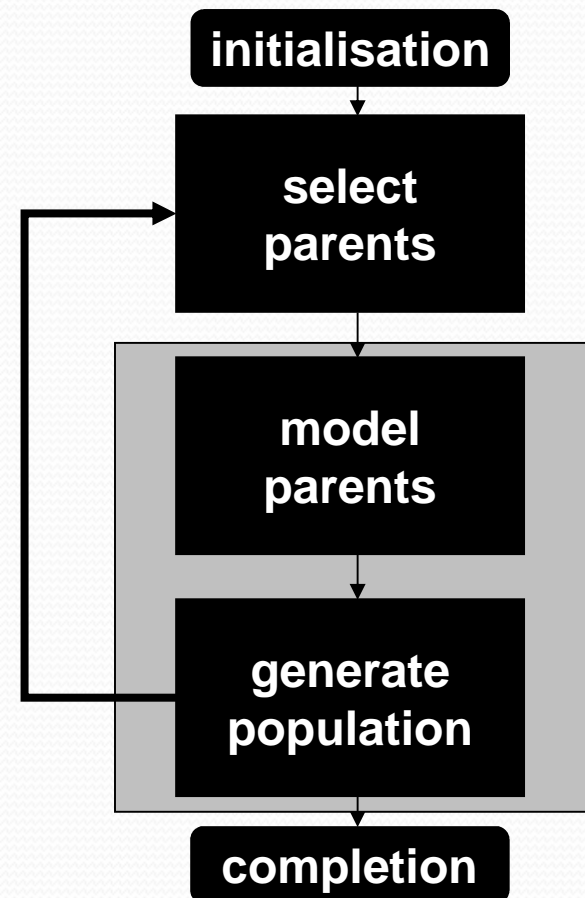 initialisation
select
parents
model
parents
generate
population
completion